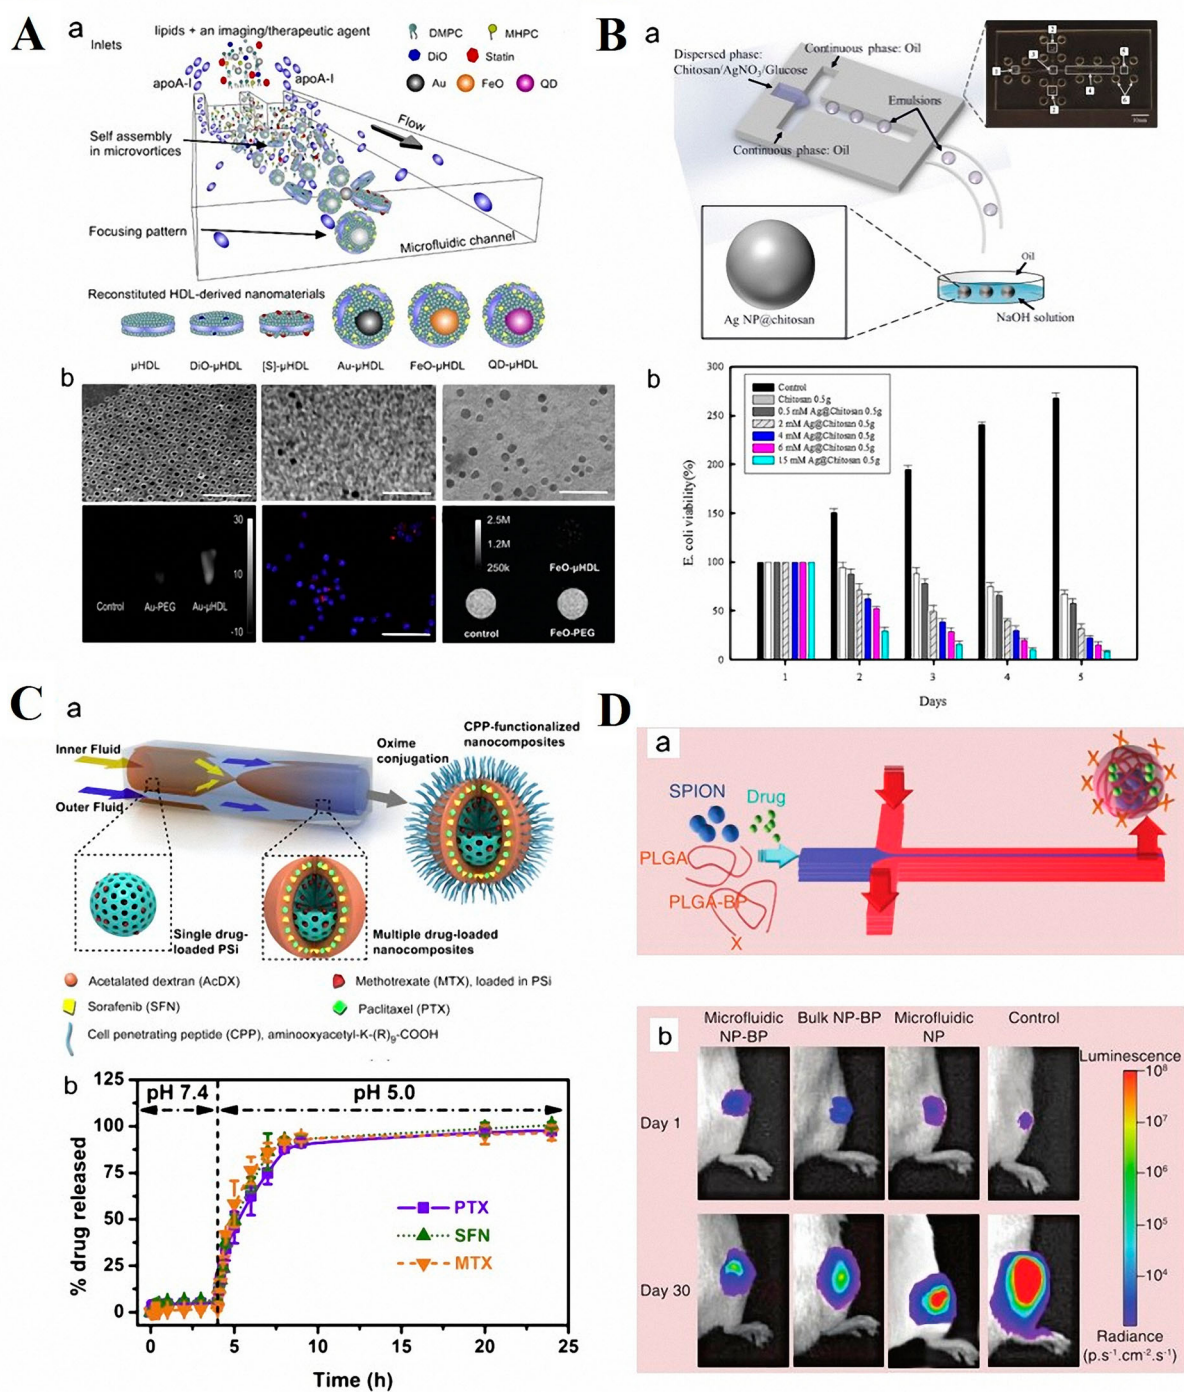 A
a
lipids + an imaging/therapeutic agent
Inlets
apoA-I
apoA-I
DMPC
MHPC
DiO
Statin
Au
FeO
QD
Flow
Self assembly
in microvortices
Focusing pattern
Microfluidic channel
Reconstituted HDL-derived nanomaterials
µHDL
DiO-µHDL
[S]-µHDL
Au-µHDL
FeO-µHDL
QD-µHDL
b
30
10
-10
Control
Au-PEG
Au-µHDL
2.5M
1.2M
250k
FeO-µHDL
control
FeO-PEG
B
a
Dispersed phase:
Chitosan/AgNO3/Glucose
Continuous phase: Oil
Emulsions
Continuous phase: Oil
Ag NP@chitosan
Oil
NaOH solution
b
300
250
200
150
100
50
0
E. coli viability(%)
Control
Chitosan 0.5g
0.5 mM Ag@Chitosan 0.5g
2 mM Ag@Chitosan 0.5g
4 mM Ag@Chitosan 0.5g
6 mM Ag@Chitosan 0.5g
15 mM Ag@Chitosan 0.5g
1
2
3
4
5
Days
C
a
Inner Fluid
Outer Fluid
Oxime
conjugation
CPP-functionalized
nanocomposites
Single drug-
loaded PSi
Multiple drug-loaded
nanocomposites
Acetalated dextran (AcDX)
Methotrexate (MTX), loaded in PSi
Sorafenib (SFN)
Paclitaxel (PTX)
Cell penetrating peptide (CPP), aminooxyacetyl-K-(R)9-COOH
b
125
100
75
50
25
0
% drug released
pH 7.4
pH 5.0
PTX
SFN
MTX
0
5
10
15
20
25
Time (h)
D
a
SPION
Drug
PLGA
PLGA-BP
X
X
X
X
X
X
X
X
X
b
Microfluidic
NP-BP
Bulk NP-BP
Microfluidic
NP
Control
Day 1
Day 30
Luminescence
10⁸
10⁷
10⁶
10⁵
10⁴
Radiance
(p.s⁻¹.cm⁻².s⁻¹)